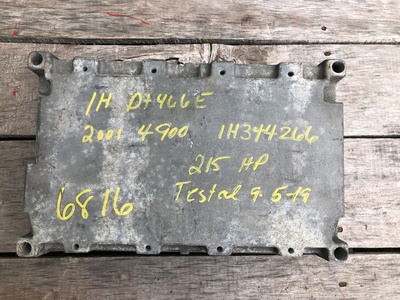 IH DT466E
2001 4900 1H344266
215 HP
6816 Tested 9-5-19